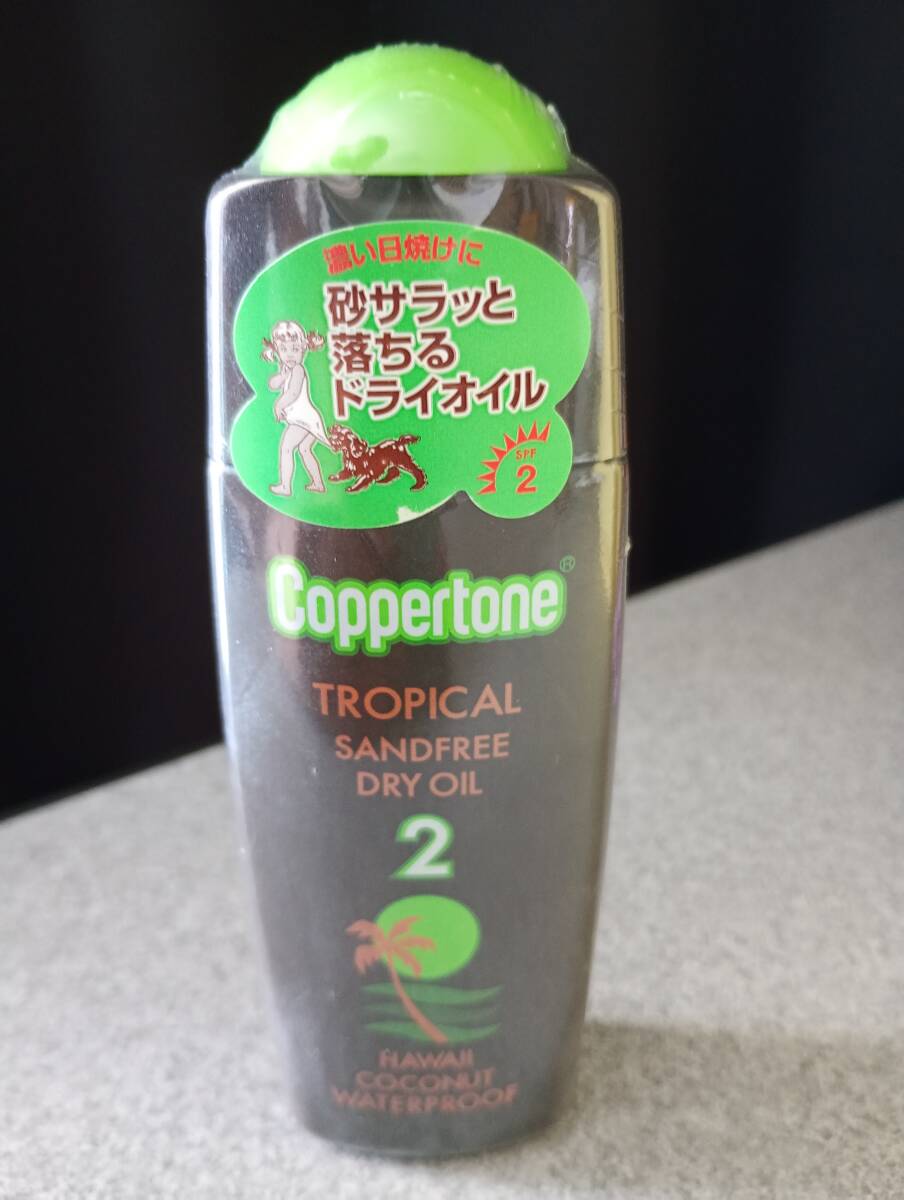 濃い日焼けに
砂サラッと
落ちる
ドライオイル
SPF
2
Coppertone®
TROPICAL
SANDFREE
DRY OIL
2
HAWAII
COCONUT
WATERPROOF